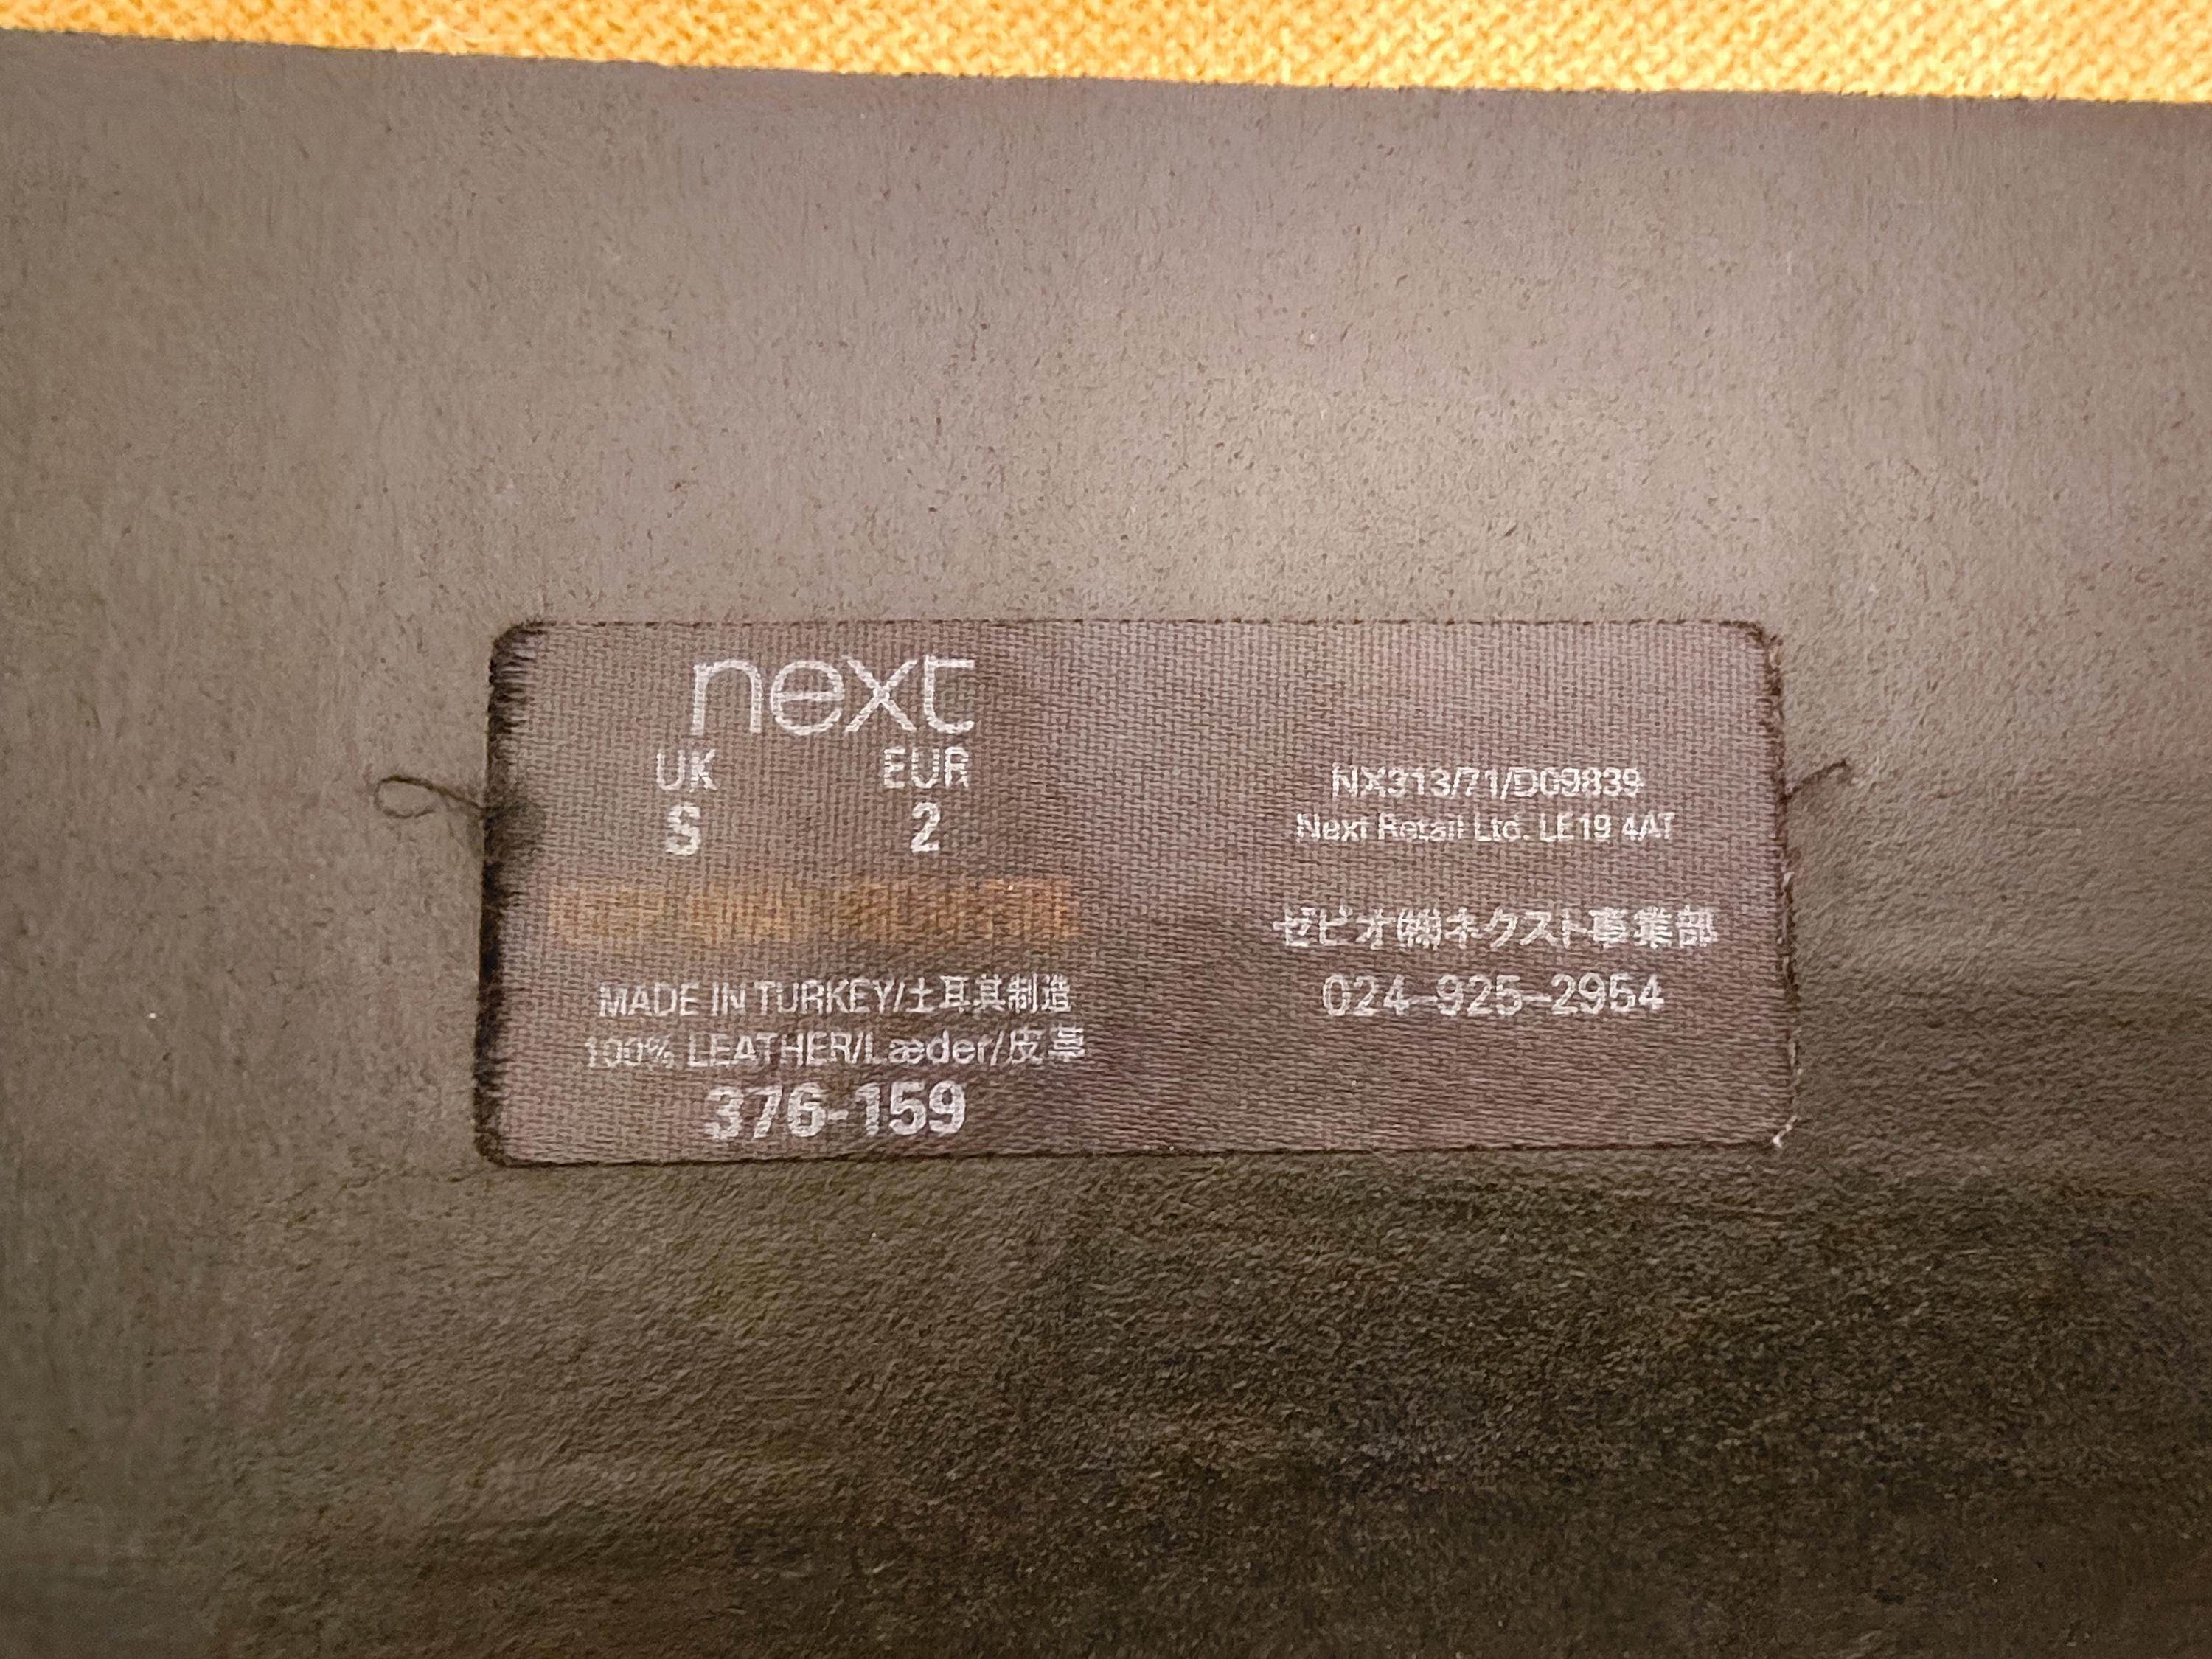 next
UK EUR
S 2
MADE IN TURKEY/土耳其制造
100% LEATHER/Læder/皮革
376-159
NX313/71/D09839
Next Retail Ltd. LE19 4AT
ゼビオ㈱ネクスト事業部
024-925-2954